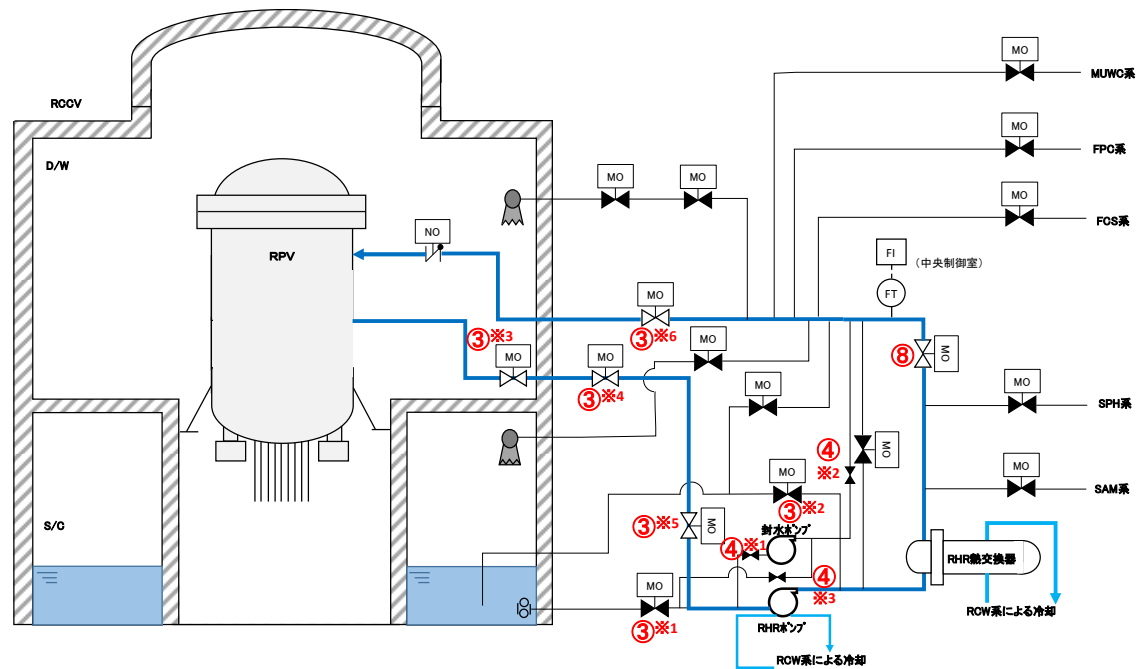 RCCV
D/W
RPV
S/C
NO
MO
MO
MO
MUWC系
MO
FPC系
MO
FCS系
FI
(中央制御室)
FT
MO
③※6
③※3
MO
MO
③※4
MO
⑧
MO
MO
MO
SPH系
④
※2
MO
MO
③※2
MO
SAM系
③※5
MO
封水ポンプ
④※1
④
※3
RHR熱交換器
MO
③※1
RHRポンプ
RCW系による冷却
RCW系による冷却